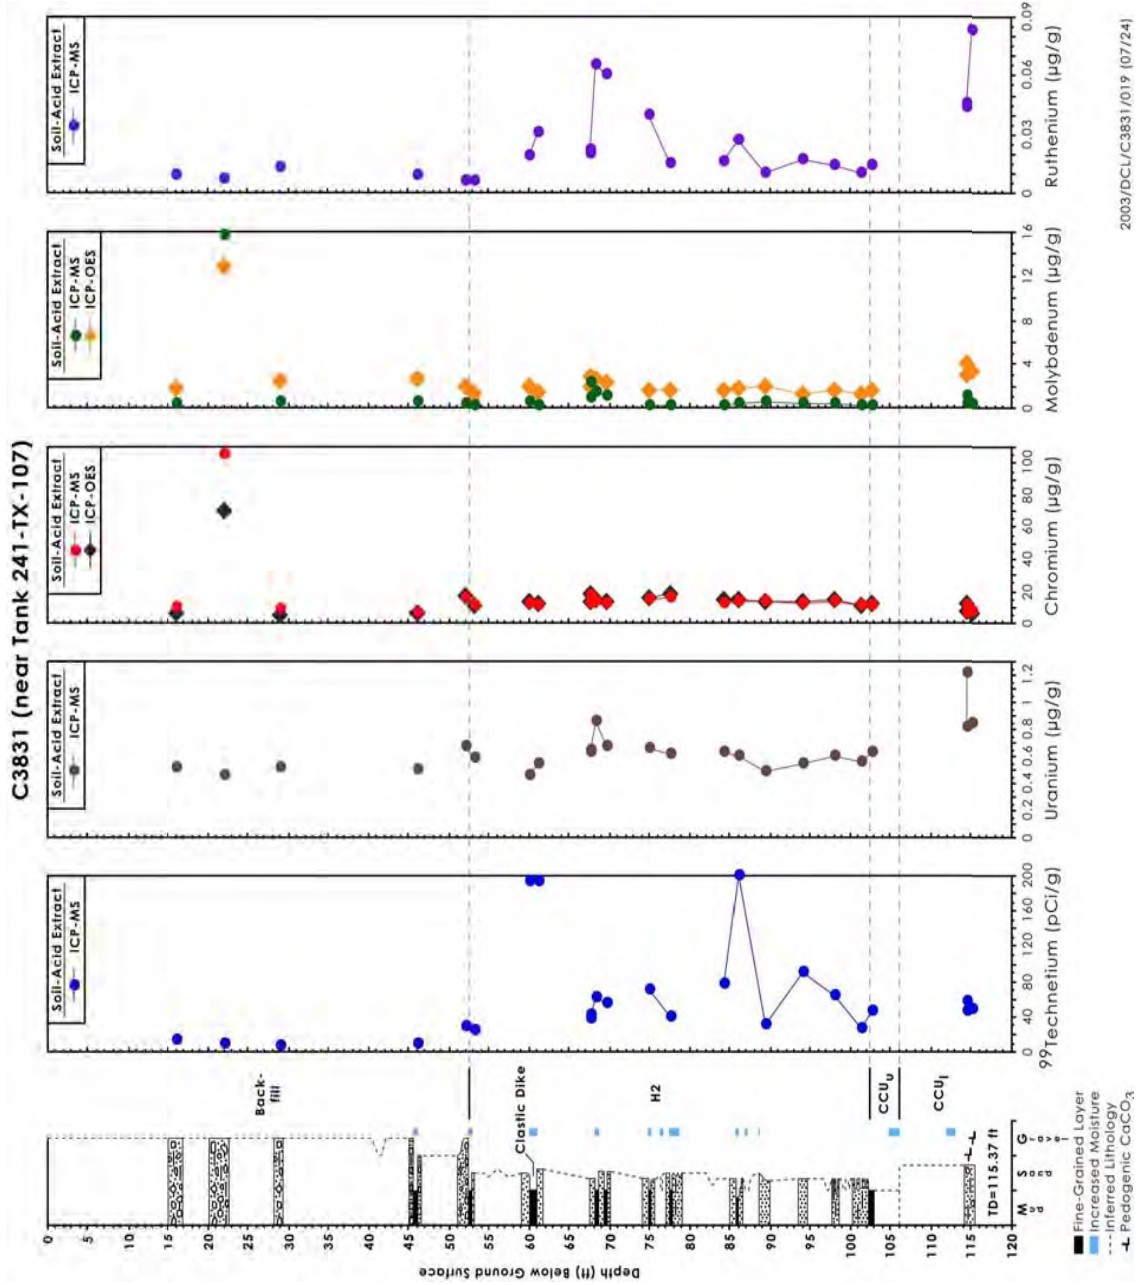 C3831 (near Tank 241-TX-107)
Depth (ft) Below Ground Surface
0
5
10
15
20
25
30
35
40
45
50
55
60
65
70
75
80
85
90
95
100
105
110
115
120
Mud
Sand
Gravel
TD=115.37 ft
Back-
fill
Clastic Dike
H2
CCUu
CCUl
Soil-Acid Extract
ICP-MS
99Technetium (pCi/g)
0
40
80
120
160
200
Soil-Acid Extract
ICP-MS
Uranium (µg/g)
0
0.2
0.4
0.6
0.8
1
1.2
Soil-Acid Extract
ICP-MS
ICP-OES
Chromium (µg/g)
0
20
40
60
80
100
Soil-Acid Extract
ICP-MS
ICP-OES
Molybdenum (µg/g)
0
4
8
12
16
Soil-Acid Extract
ICP-MS
Ruthenium (µg/g)
0
0.03
0.06
0.09
Fine-Grained Layer
Increased Moisture
Inferred Lithology
Pedogenic CaCO3
2003/DCL/C3831/019 (07/24)